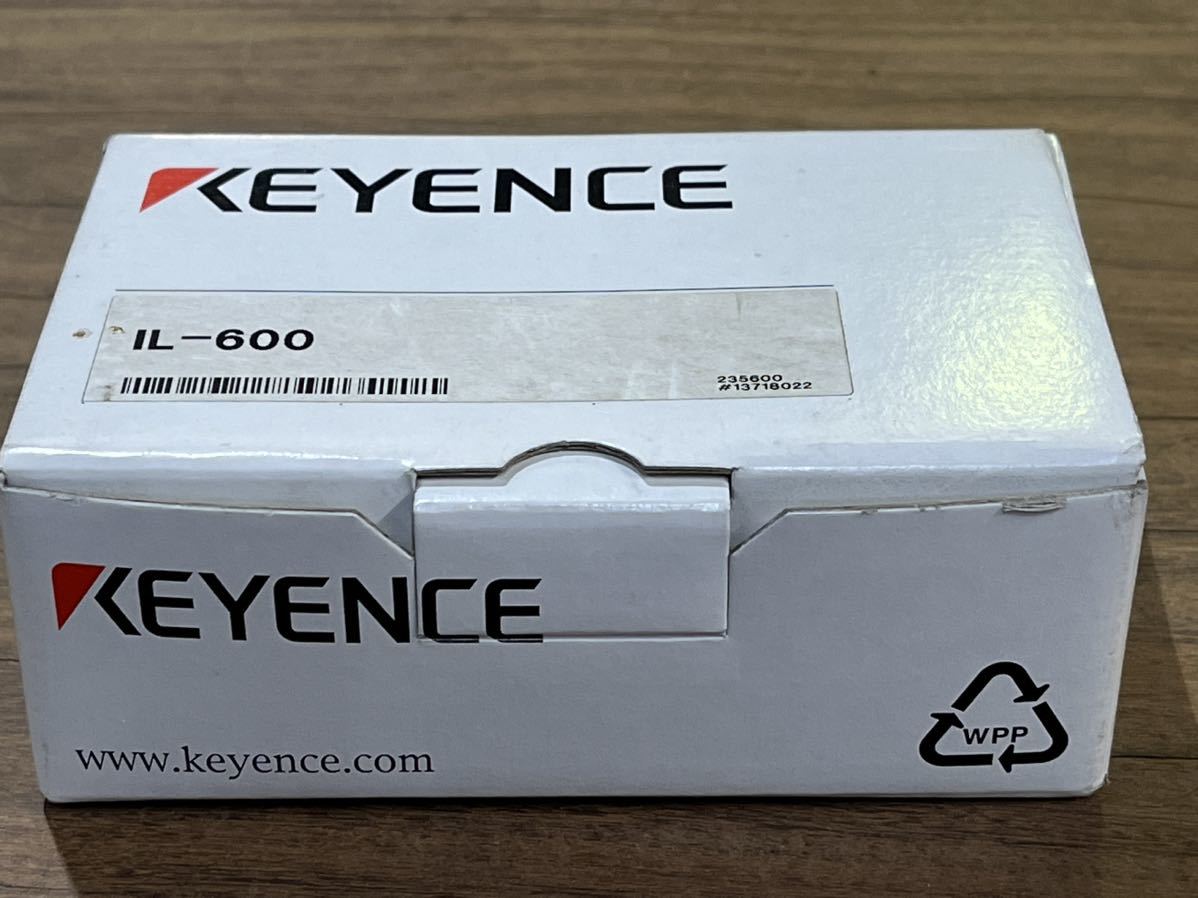 KEYENCE
IL-600
235600
#13718022
KEYENCE
www.keyence.com
WPP